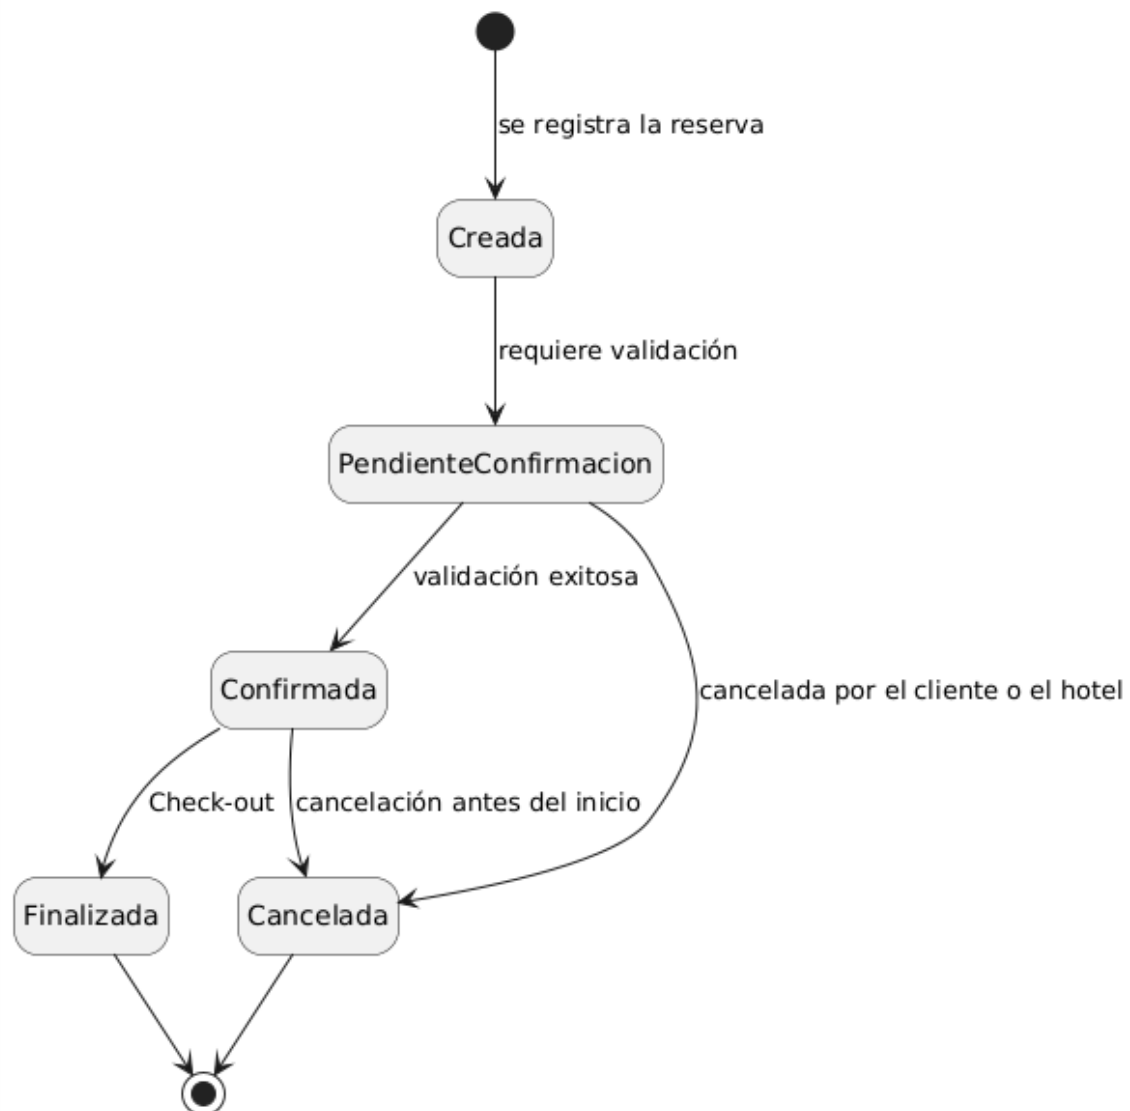 se registra la reserva
Creada
requiere validación
PendienteConfirmacion
validación exitosa
Confirmada
cancelada por el cliente o el hotel
Check-out
cancelación antes del inicio
Finalizada
Cancelada